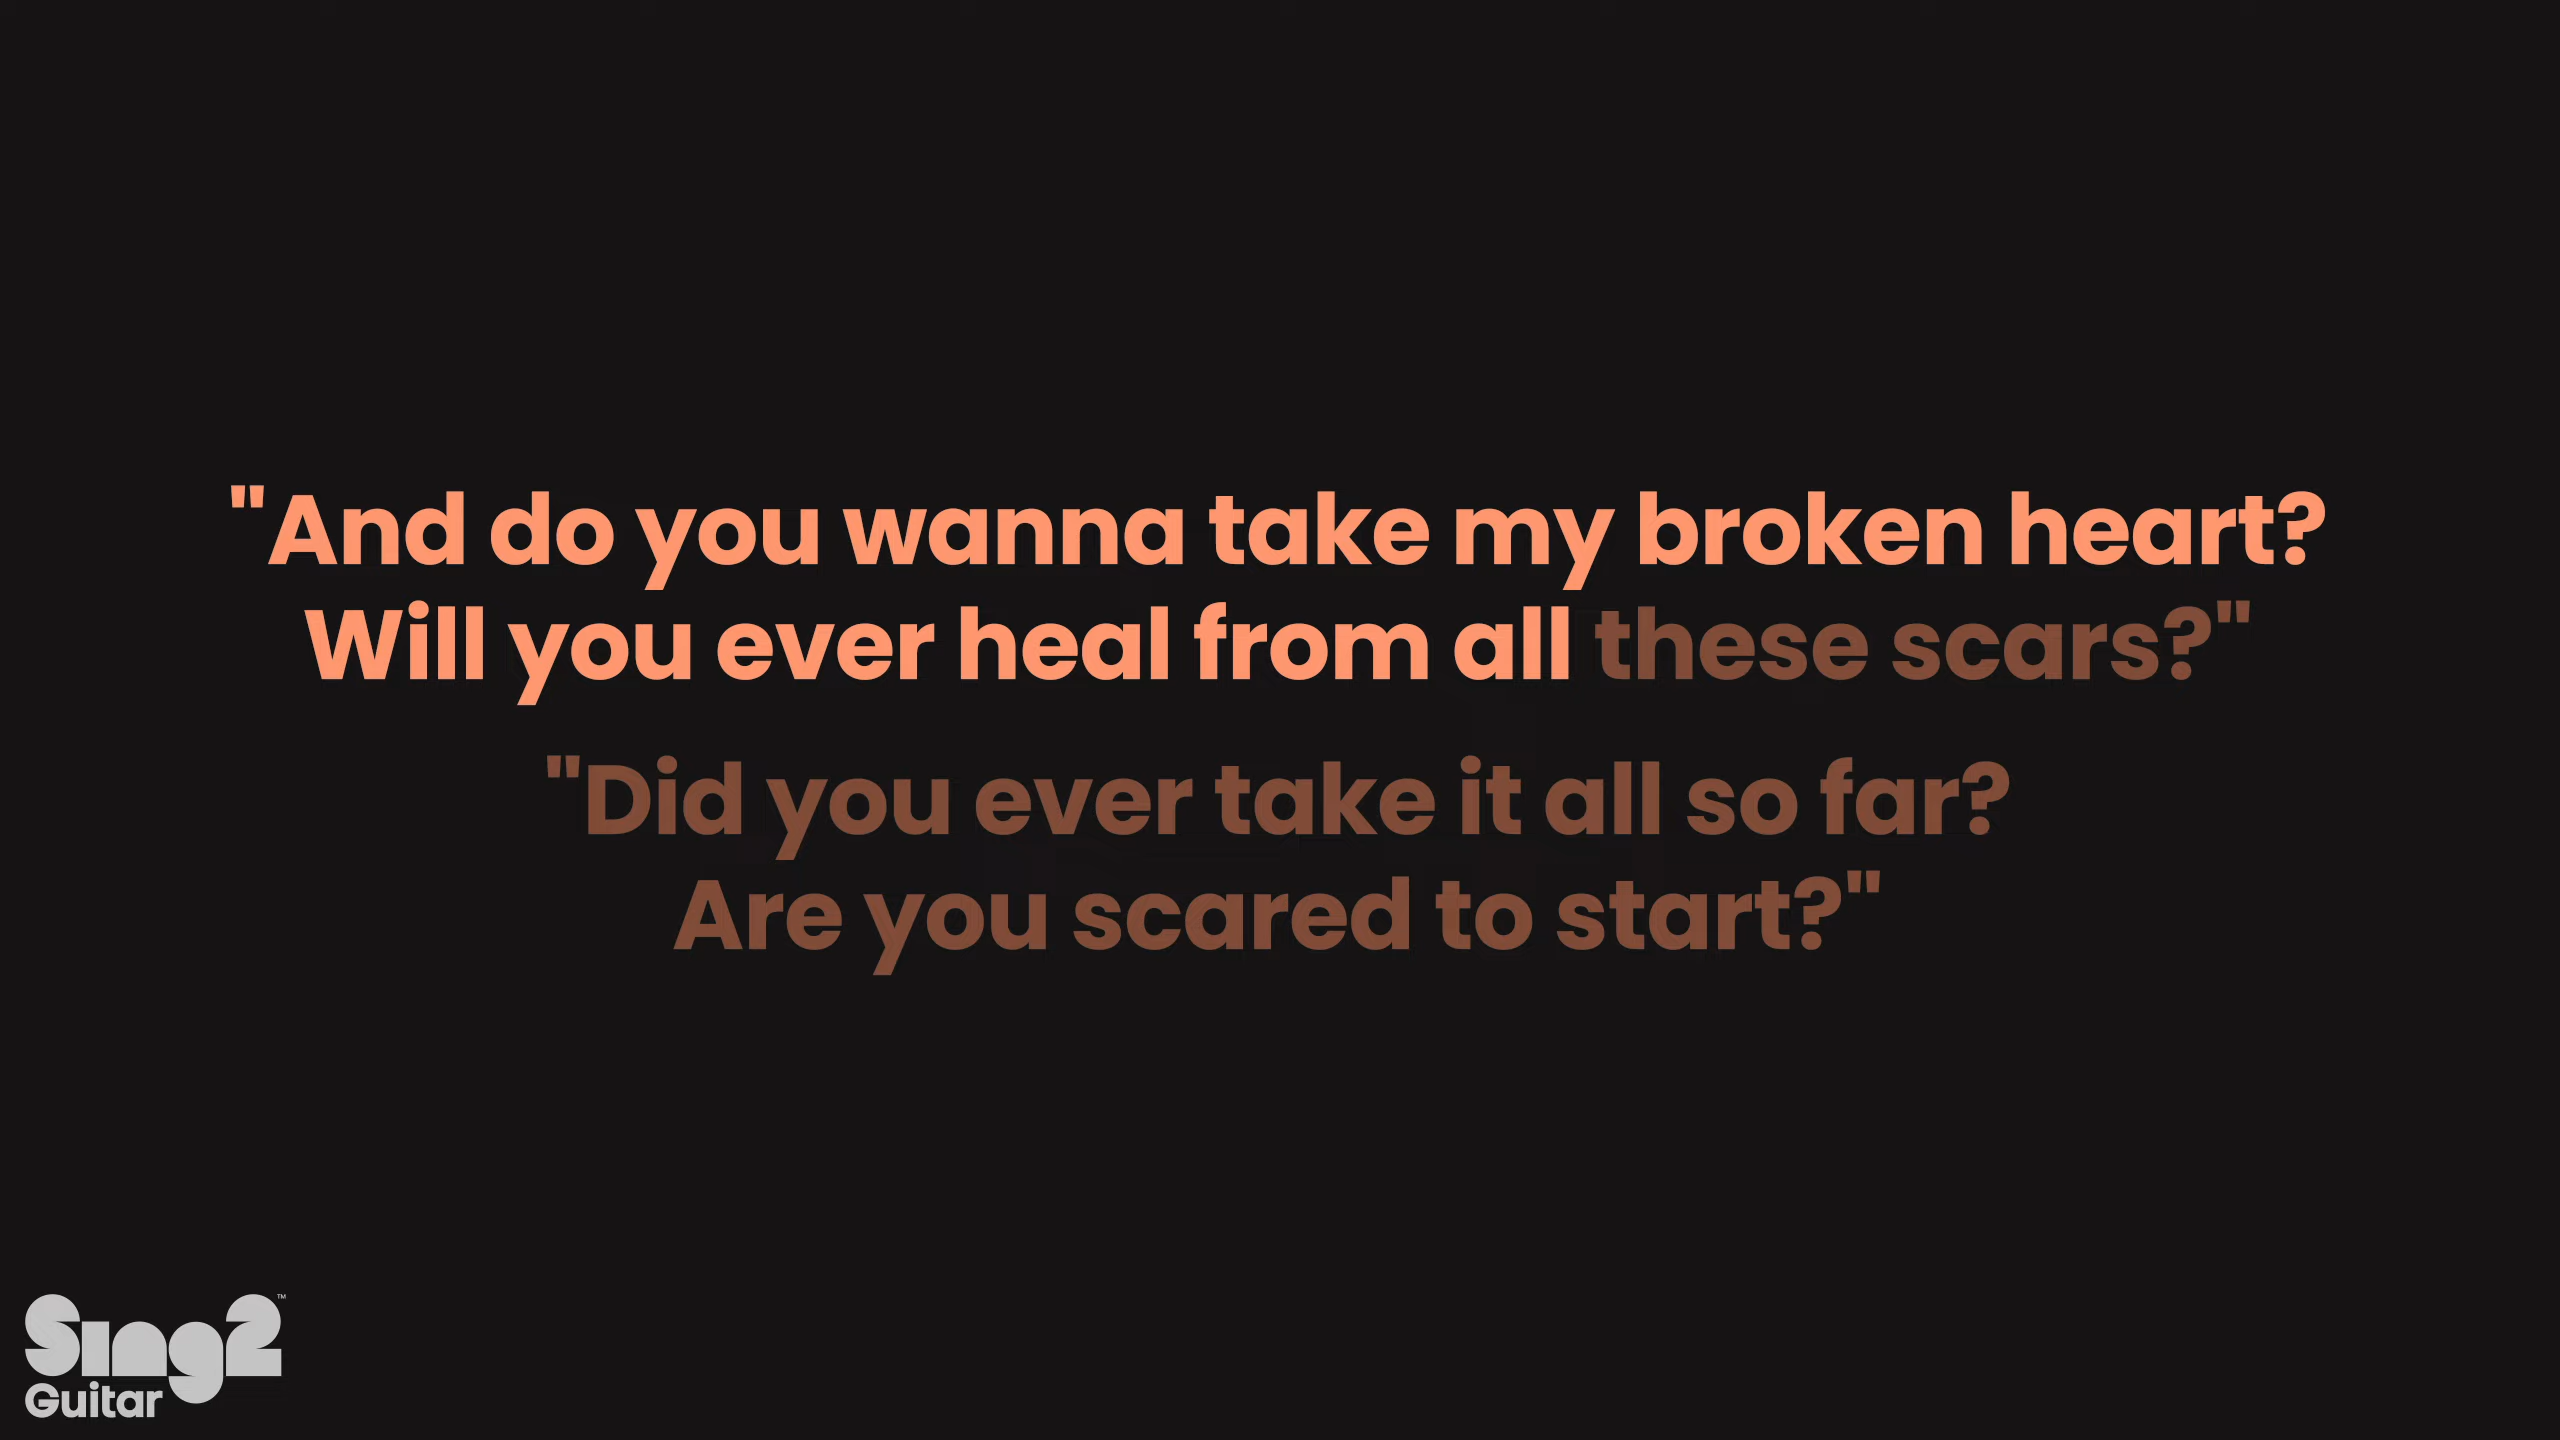 "And do you wanna take my broken heart?
Will you ever heal from all these scars?"
"Did you ever take it all so far?
Are you scared to start?"
Sing2™
Guitar